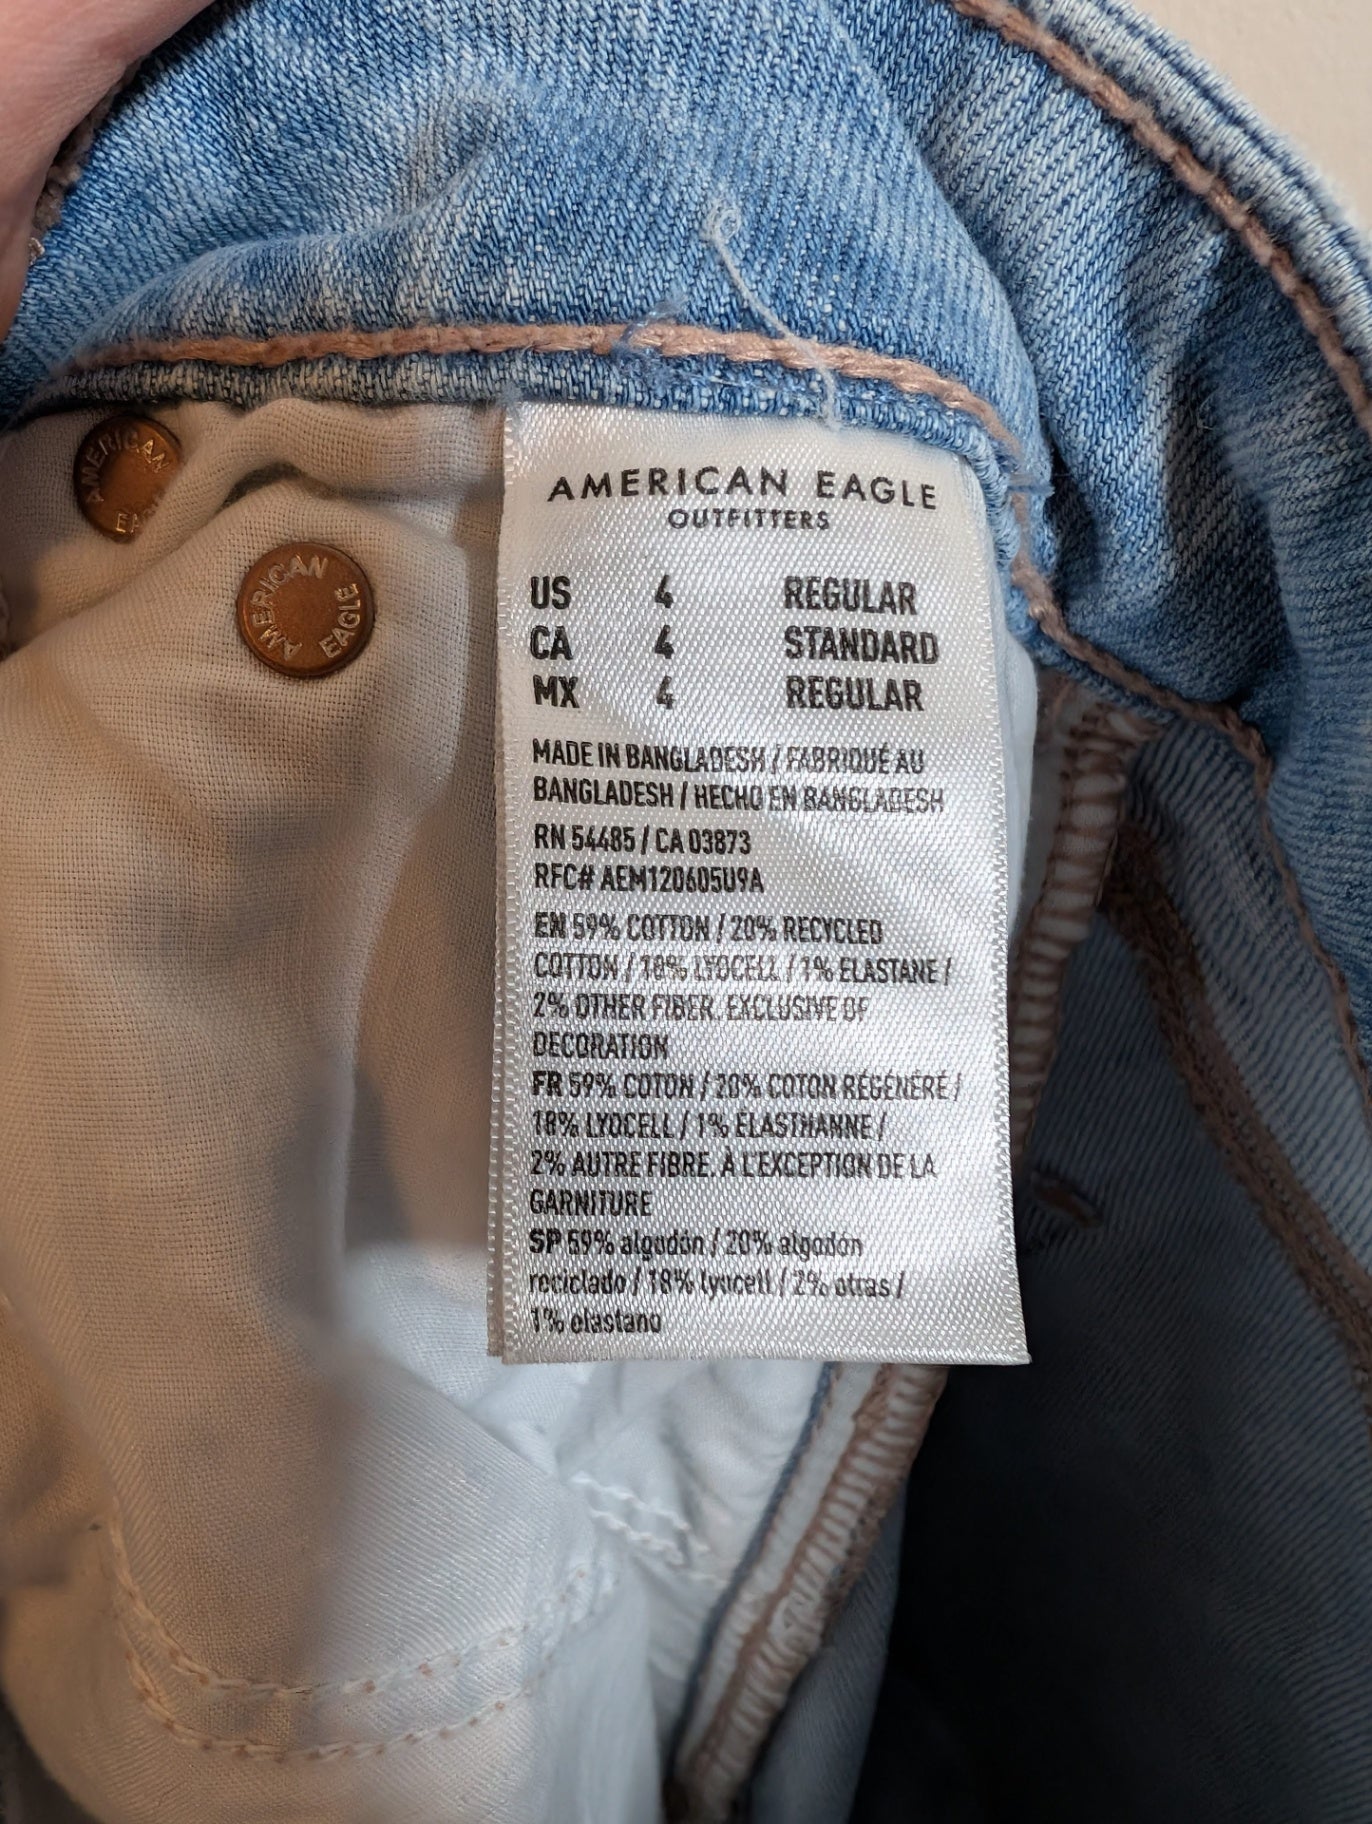 AMERICAN EAGLE
AMERICAN EAGLE
AMERICAN EAGLE
OUTFITTERS
US 4 REGULAR
CA 4 STANDARD
MX 4 REGULAR
MADE IN BANGLADESH / FABRIQUÉ AU
BANGLADESH / HECHO EN BANGLADESH
RN 54485 / CA 03873
RFC# AEM120605U9A
EN 59% COTTON / 20% RECYCLED
COTTON / 18% LYOCELL / 1% ELASTANE /
2% OTHER FIBER. EXCLUSIVE OF
DECORATION
FR 59% COTON / 20% COTON RÉGÉNÉRÉ /
18% LYOCELL / 1% ÉLASTHANNE /
2% AUTRE FIBRE. À L'EXCEPTION DE LA
GARNITURE
SP 59% algodón / 20% algodón
reciclado / 18% lyocell / 2% otras /
1% elastano